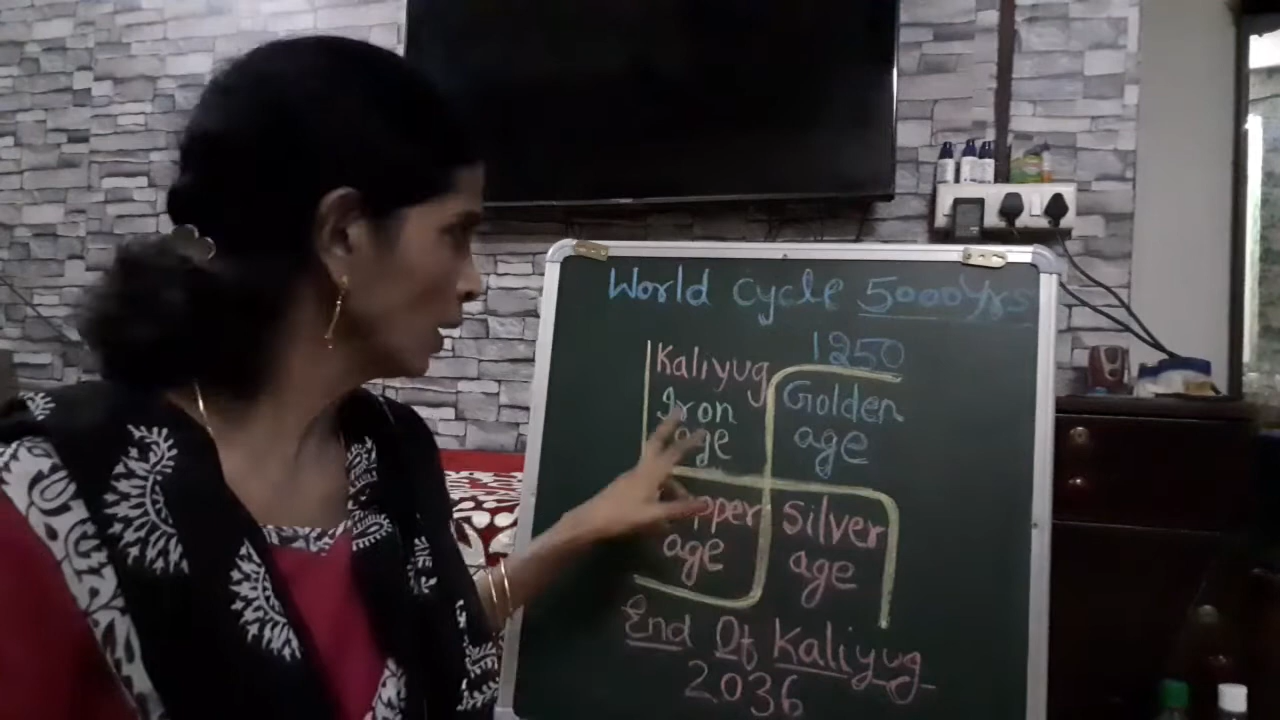 World Cycle 5000Yrs
1250
Kaliyug
Iron
age
Golden
age
age
Silver
age
End Of Kaliyug
2036